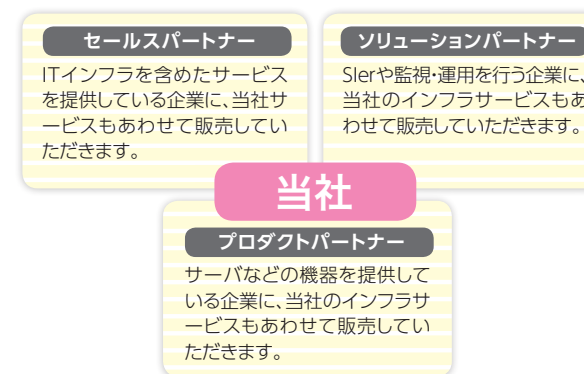 セールスパートナー
ITインフラを含めたサービス
を提供している企業に、当社サ
ービスもあわせて販売してい
ただきます。
ソリューションパートナー
SIerや監視・運用を行う企業に、
当社のインフラサービスもあ
わせて販売していただきます。
当社
プロダクトパートナー
サーバなどの機器を提供して
いる企業に、当社のインフラサ
ービスもあわせて販売してい
ただきます。